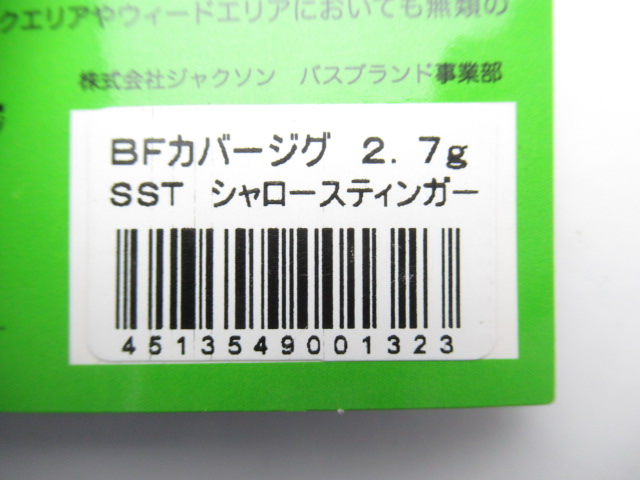 クエリアやウィードエリアにおいても無類の
株式会社ジャクソン　バスブランド事業部
BFカバージグ　2.7g
SST　シャロースティンガー
4513549001323